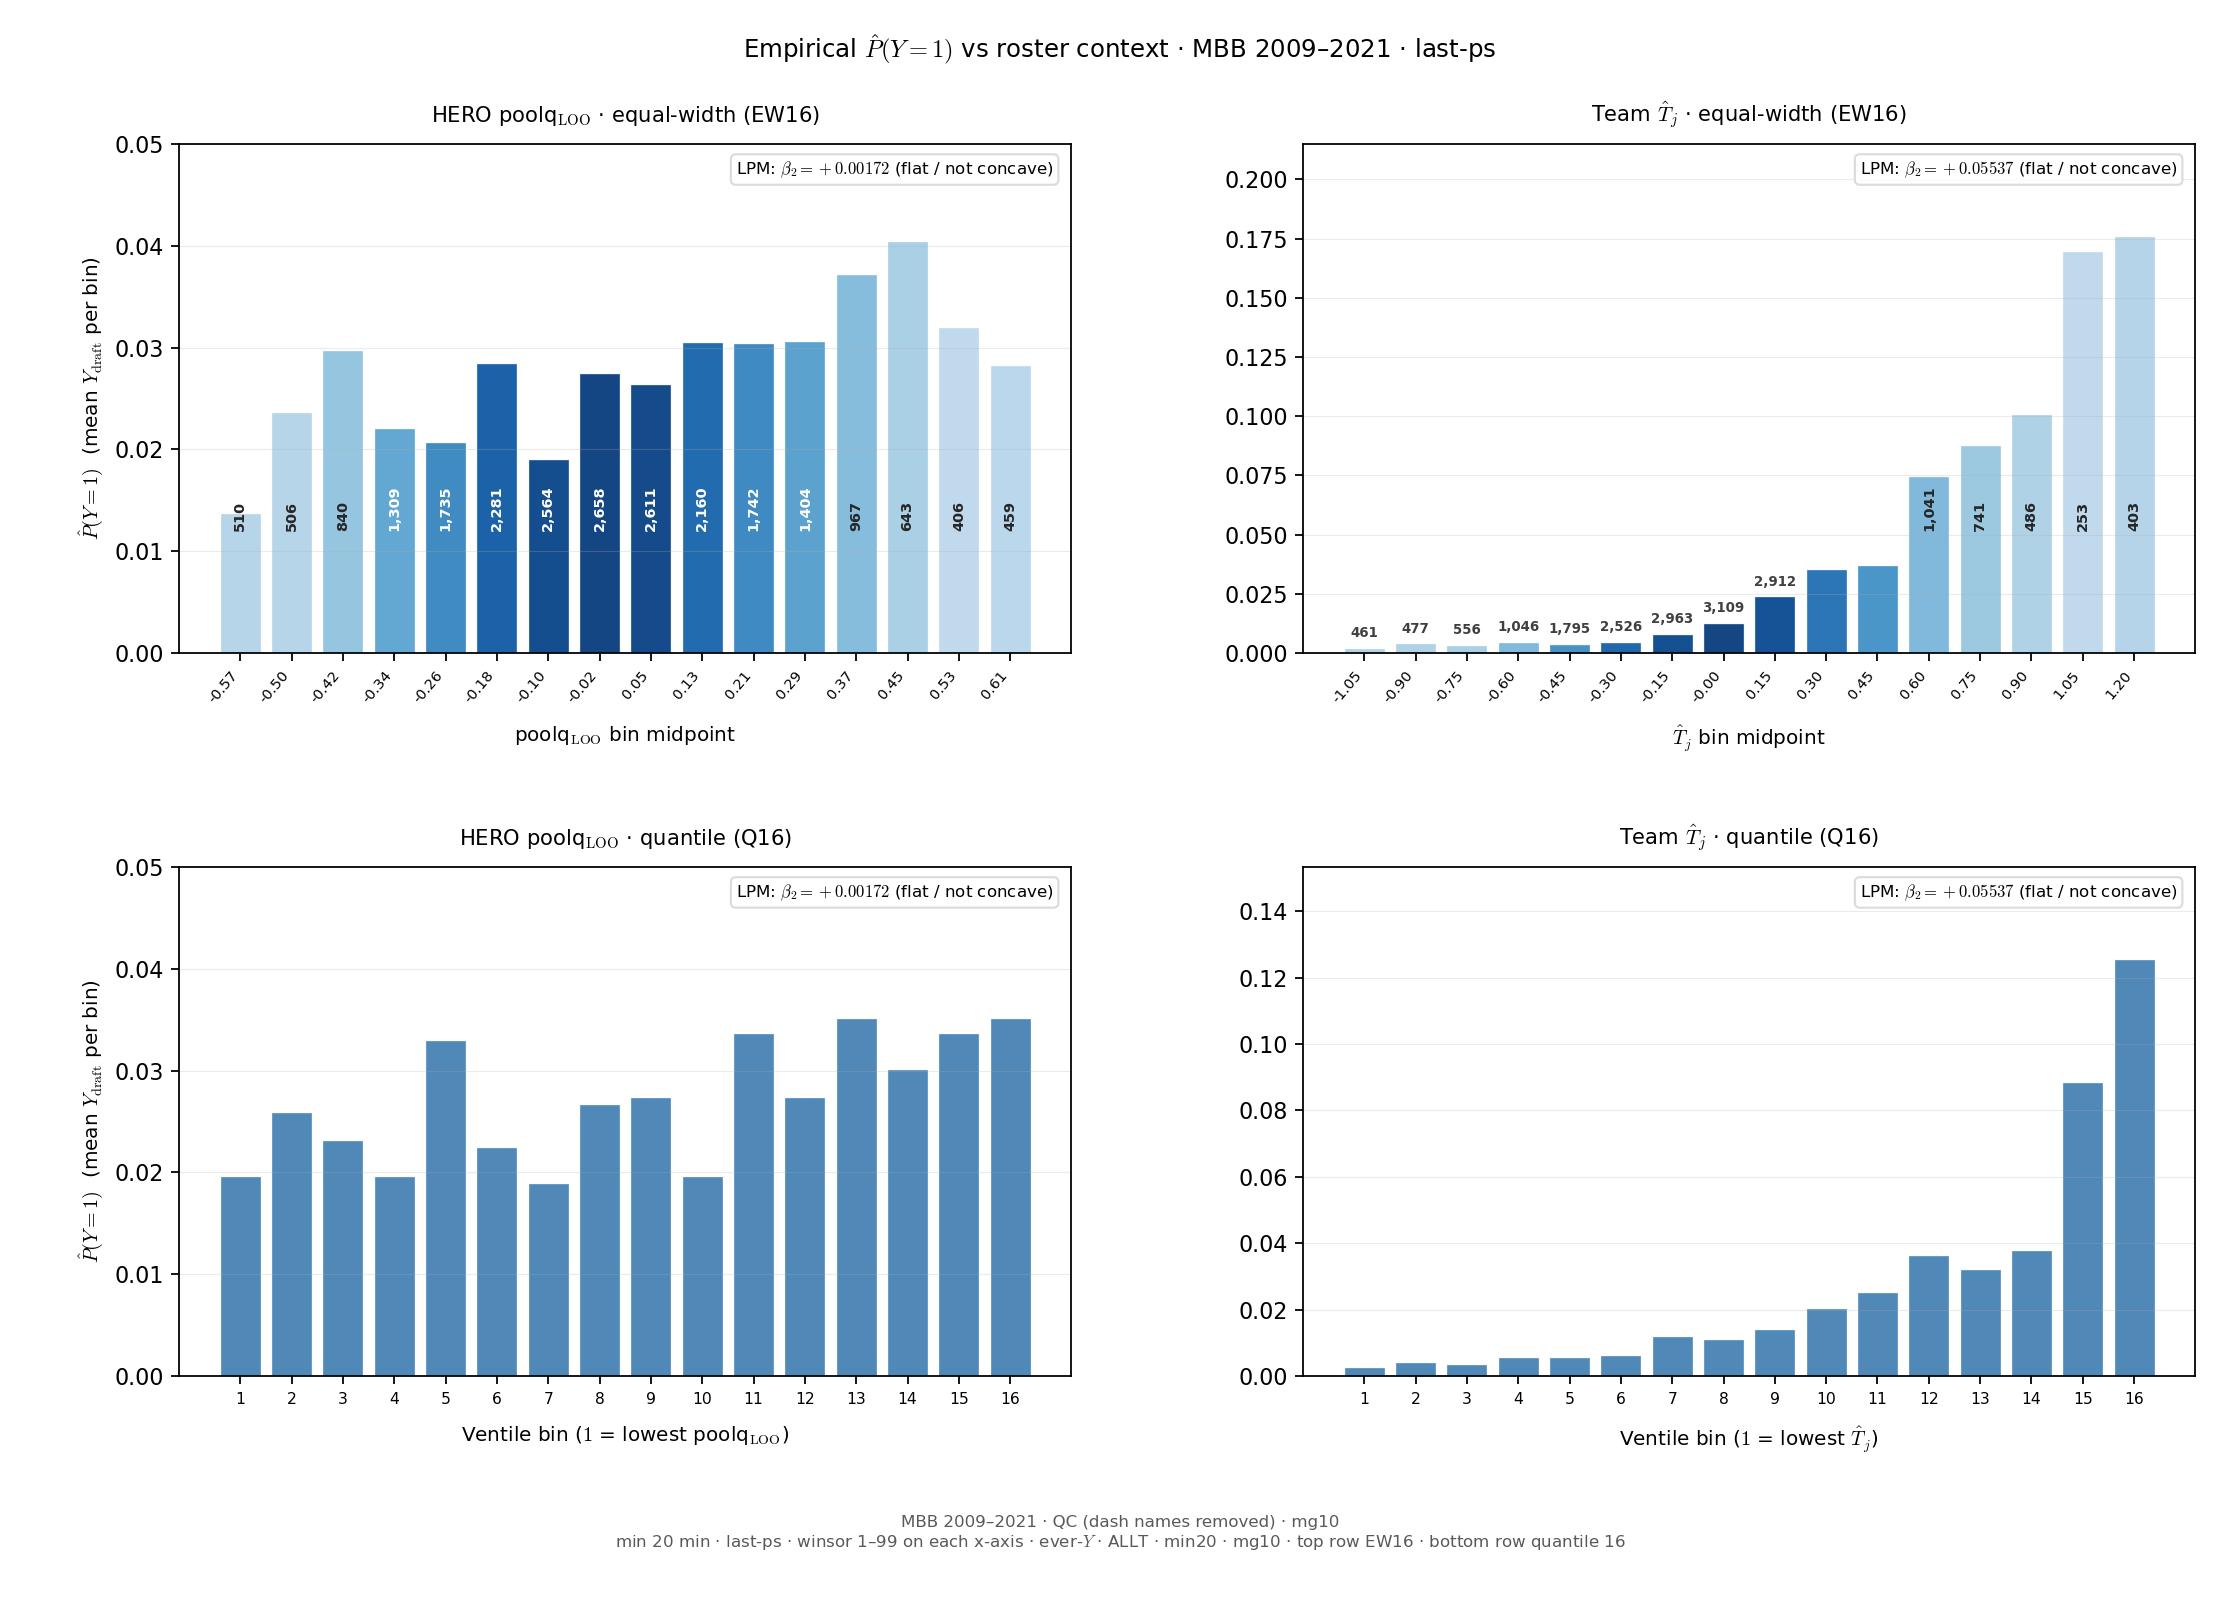 Empirical P̂(Y=1) vs roster context · MBB 2009–2021 · last-ps
HERO poolq_LOO · equal-width (EW16)
LPM: β₂=+0.00172 (flat / not concave)
P̂(Y=1) (mean Y_draft per bin)
0.05
0.04
0.03
0.02
0.01
0.00
510 506 840 1,309 1,735 2,281 2,564 2,658 2,611 2,160 1,742 1,404 967 643 406 459
-0.57 -0.50 -0.42 -0.34 -0.26 -0.18 -0.10 -0.02 0.05 0.13 0.21 0.29 0.37 0.45 0.53 0.61
poolq_LOO bin midpoint
Team T̂_j · equal-width (EW16)
LPM: β₂=+0.05537 (flat / not concave)
0.200
0.175
0.150
0.125
0.100
0.075
0.050
0.025
0.000
461 477 556 1,046 1,795 2,526 2,963 3,109 2,912 1,041 741 486 253 403
-1.05 -0.90 -0.75 -0.60 -0.45 -0.30 -0.15 -0.00 0.15 0.30 0.45 0.60 0.75 0.90 1.05 1.20
T̂_j bin midpoint
HERO poolq_LOO · quantile (Q16)
LPM: β₂=+0.00172 (flat / not concave)
P̂(Y=1) (mean Y_draft per bin)
0.05
0.04
0.03
0.02
0.01
0.00
1 2 3 4 5 6 7 8 9 10 11 12 13 14 15 16
Ventile bin (1 = lowest poolq_LOO)
Team T̂_j · quantile (Q16)
LPM: β₂=+0.05537 (flat / not concave)
0.14
0.12
0.10
0.08
0.06
0.04
0.02
0.00
1 2 3 4 5 6 7 8 9 10 11 12 13 14 15 16
Ventile bin (1 = lowest T̂_j)
MBB 2009–2021 · QC (dash names removed) · mg10
min 20 min · last-ps · winsor 1–99 on each x-axis · ever-Y · ALLT · min20 · mg10 · top row EW16 · bottom row quantile 16